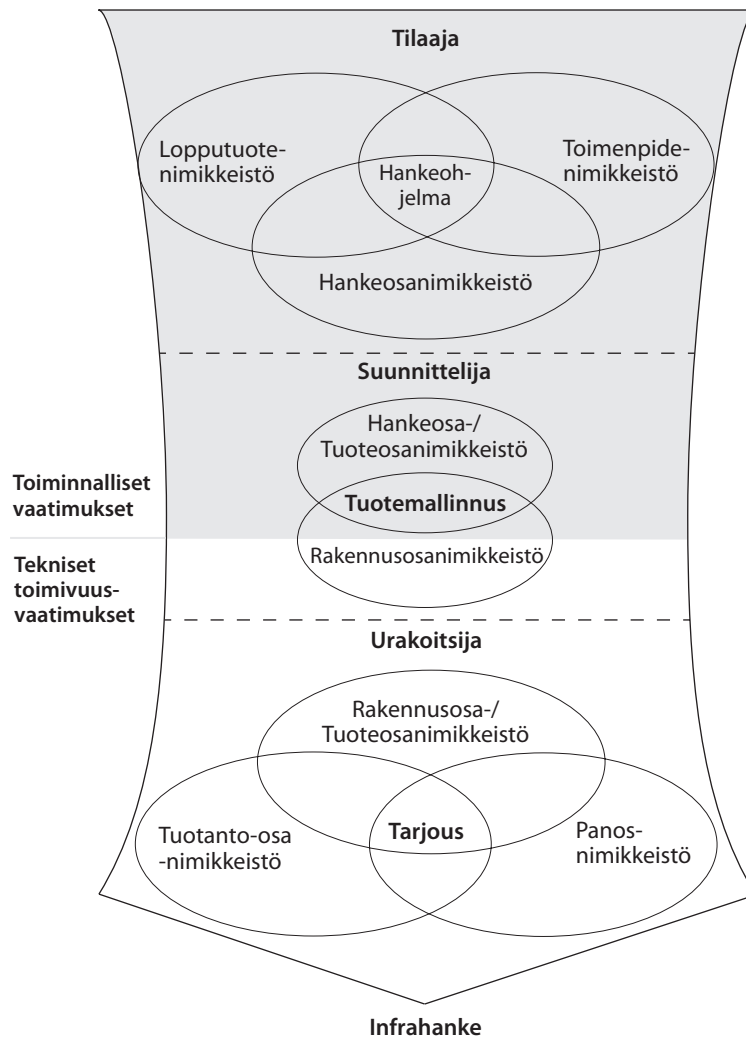 Tilaaja
Lopputuote-
nimikkeistö
Toimenpide-
nimikkeistö
Hankeoh-
jelma
Hankeosanimikkeistö
Suunnittelija
Hankeosa-/
Tuoteosanimikkeistö
Toiminnalliset
vaatimukset
Tuotemallinnus
Tekniset
toimivuus-
vaatimukset
Rakennusosanimikkeistö
Urakoitsija
Rakennusosa-/
Tuoteosanimikkeistö
Tuotanto-osa
-nimikkeistö
Tarjous
Panos-
nimikkeistö
Infrahanke